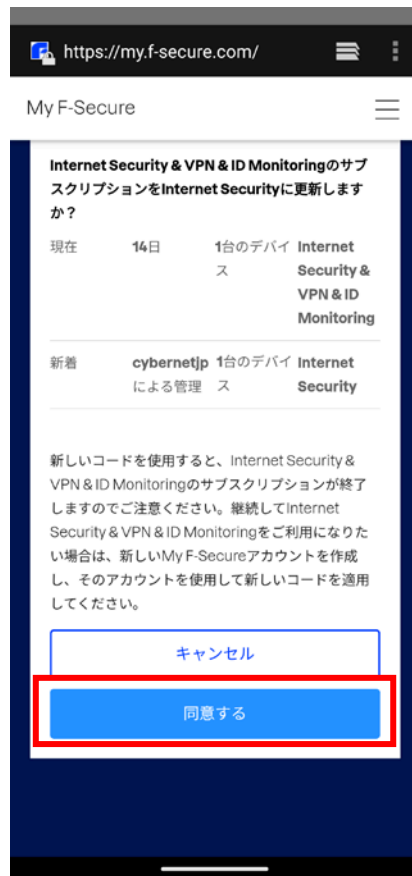 https://my.f-secure.com/
My F-Secure
Internet Security & VPN & ID Monitoringのサブ
スクリプションをInternet Securityに更新します
か？
現在 14日 1台のデバイ Internet
ス Security &
VPN & ID
Monitoring
新着 cybernetjp 1台のデバイ Internet
による管理 ス Security
新しいコードを使用すると、Internet Security &
VPN & ID Monitoringのサブスクリプションが終了
しますのでご注意ください。継続してInternet
Security & VPN & ID Monitoringをご利用になりた
い場合は、新しいMy F-Secureアカウントを作成
し、そのアカウントを使用して新しいコードを適用
してください。
キャンセル
同意する